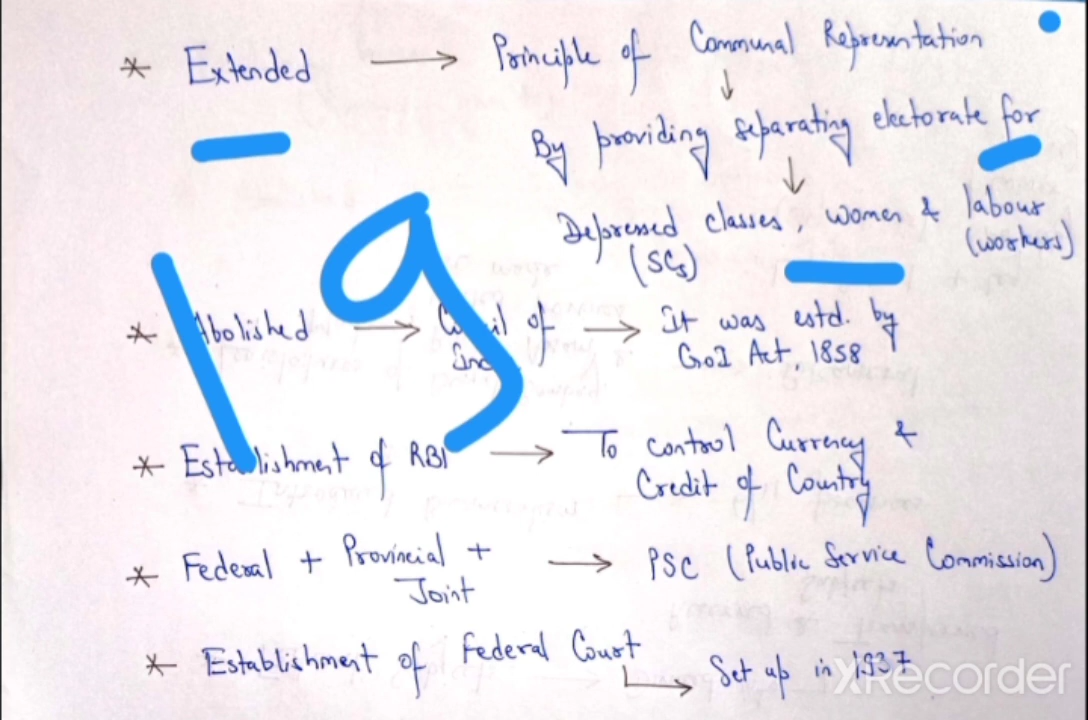 * Extended → Principle of Communal Representation
↓
By providing separating electorate for
↓
Depressed classes, women & labour
(SCs) (workers)
19
* Abolished → of → It was estd. by
GOI Act, 1858
* Establishment of RBI → To control Currency &
Credit of Country
* Federal + Provincial + → PSC (Public Service Commission)
Joint
* Establishment of Federal Court
→ Set up in 1937
XRecorder